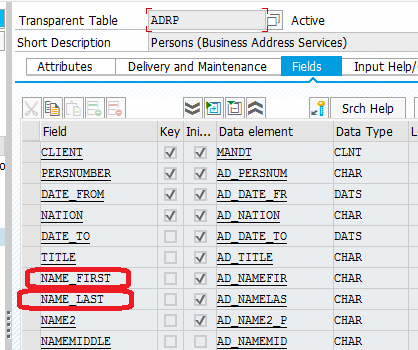 Transparent Table ADRP Active
Short Description Persons (Business Address Services)
Attributes Delivery and Maintenance Fields Input Help/
Srch Help
Field Key Ini... Data element Data Type L
CLIENT MANDT CLNT
PERSNUMBER AD_PERSNUM CHAR
DATE_FROM AD_DATE_FR DATS
NATION AD_NATION CHAR
DATE_TO AD_DATE_TO DATS
TITLE AD_TITLE CHAR
NAME_FIRST AD_NAMEFIR CHAR
NAME_LAST AD_NAMELAS CHAR
NAME2 AD_NAME2_P CHAR
NAMEMIDDLE AD_NAMEMID CHAR